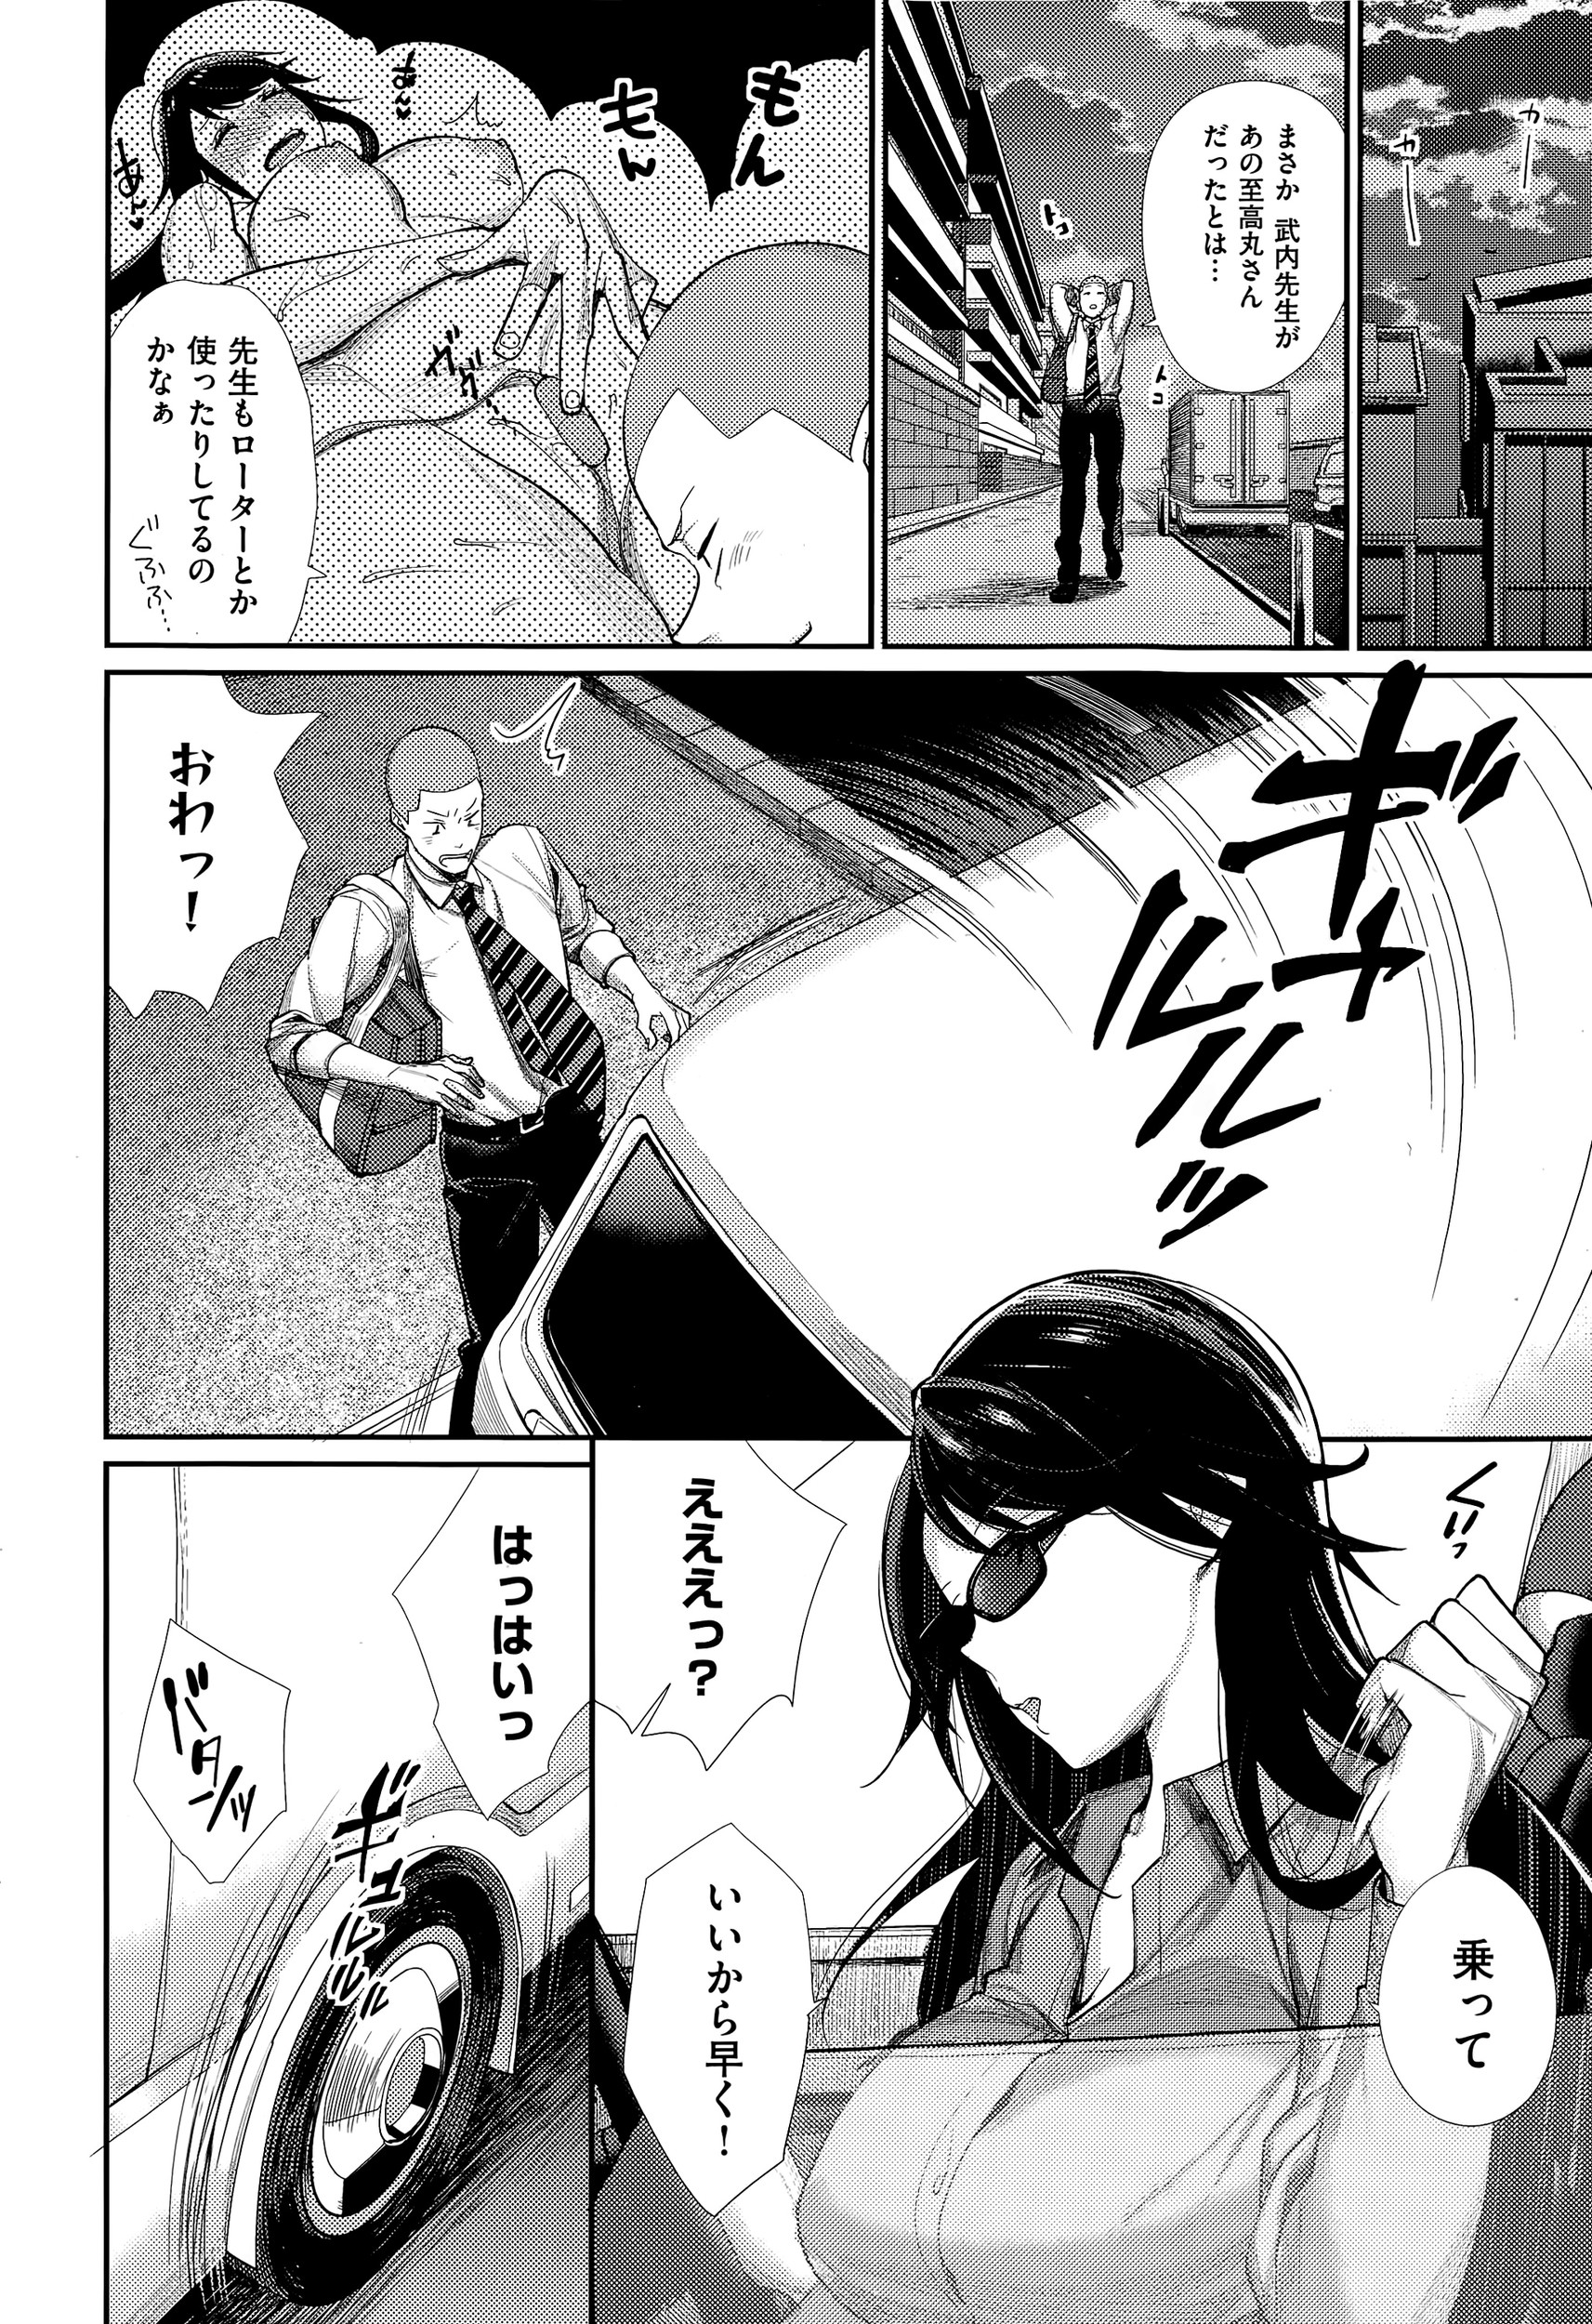 カー
カー
まさか 武内先生が
あの至高丸さん
だったとは…
トコ
トコ
もん
もん
あ～♥
あ～♥
ヴヴ…
先生もローターとか
使ったりしてるの
かなぁ
ぐふふふ…
ギャルルッ
おわっ！
くいっ
乗って
えええっ？
いいから早く！
はっはいっ
バタンッ
ギュルルル